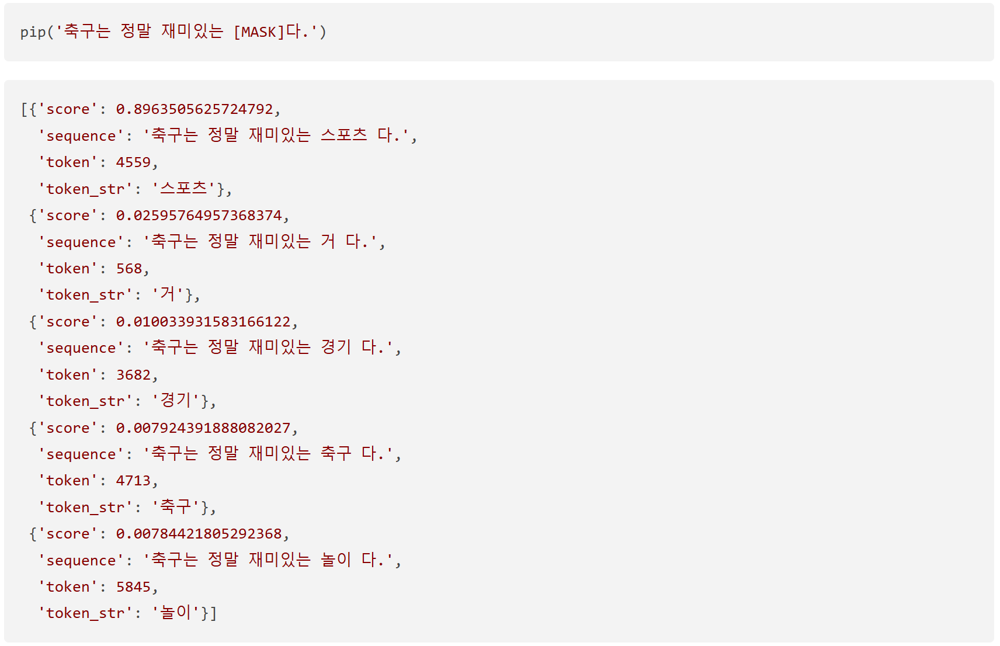 pip('축구는 정말 재미있는 [MASK]다.')
[{'score': 0.8963505625724792,
'sequence': '축구는 정말 재미있는 스포츠 다.',
'token': 4559,
'token_str': '스포츠'},
{'score': 0.02595764957368374,
'sequence': '축구는 정말 재미있는 거 다.',
'token': 568,
'token_str': '거'},
{'score': 0.010033931583166122,
'sequence': '축구는 정말 재미있는 경기 다.',
'token': 3682,
'token_str': '경기'},
{'score': 0.007924391888082027,
'sequence': '축구는 정말 재미있는 축구 다.',
'token': 4713,
'token_str': '축구'},
{'score': 0.00784421805292368,
'sequence': '축구는 정말 재미있는 놀이 다.',
'token': 5845,
'token_str': '놀이'}]